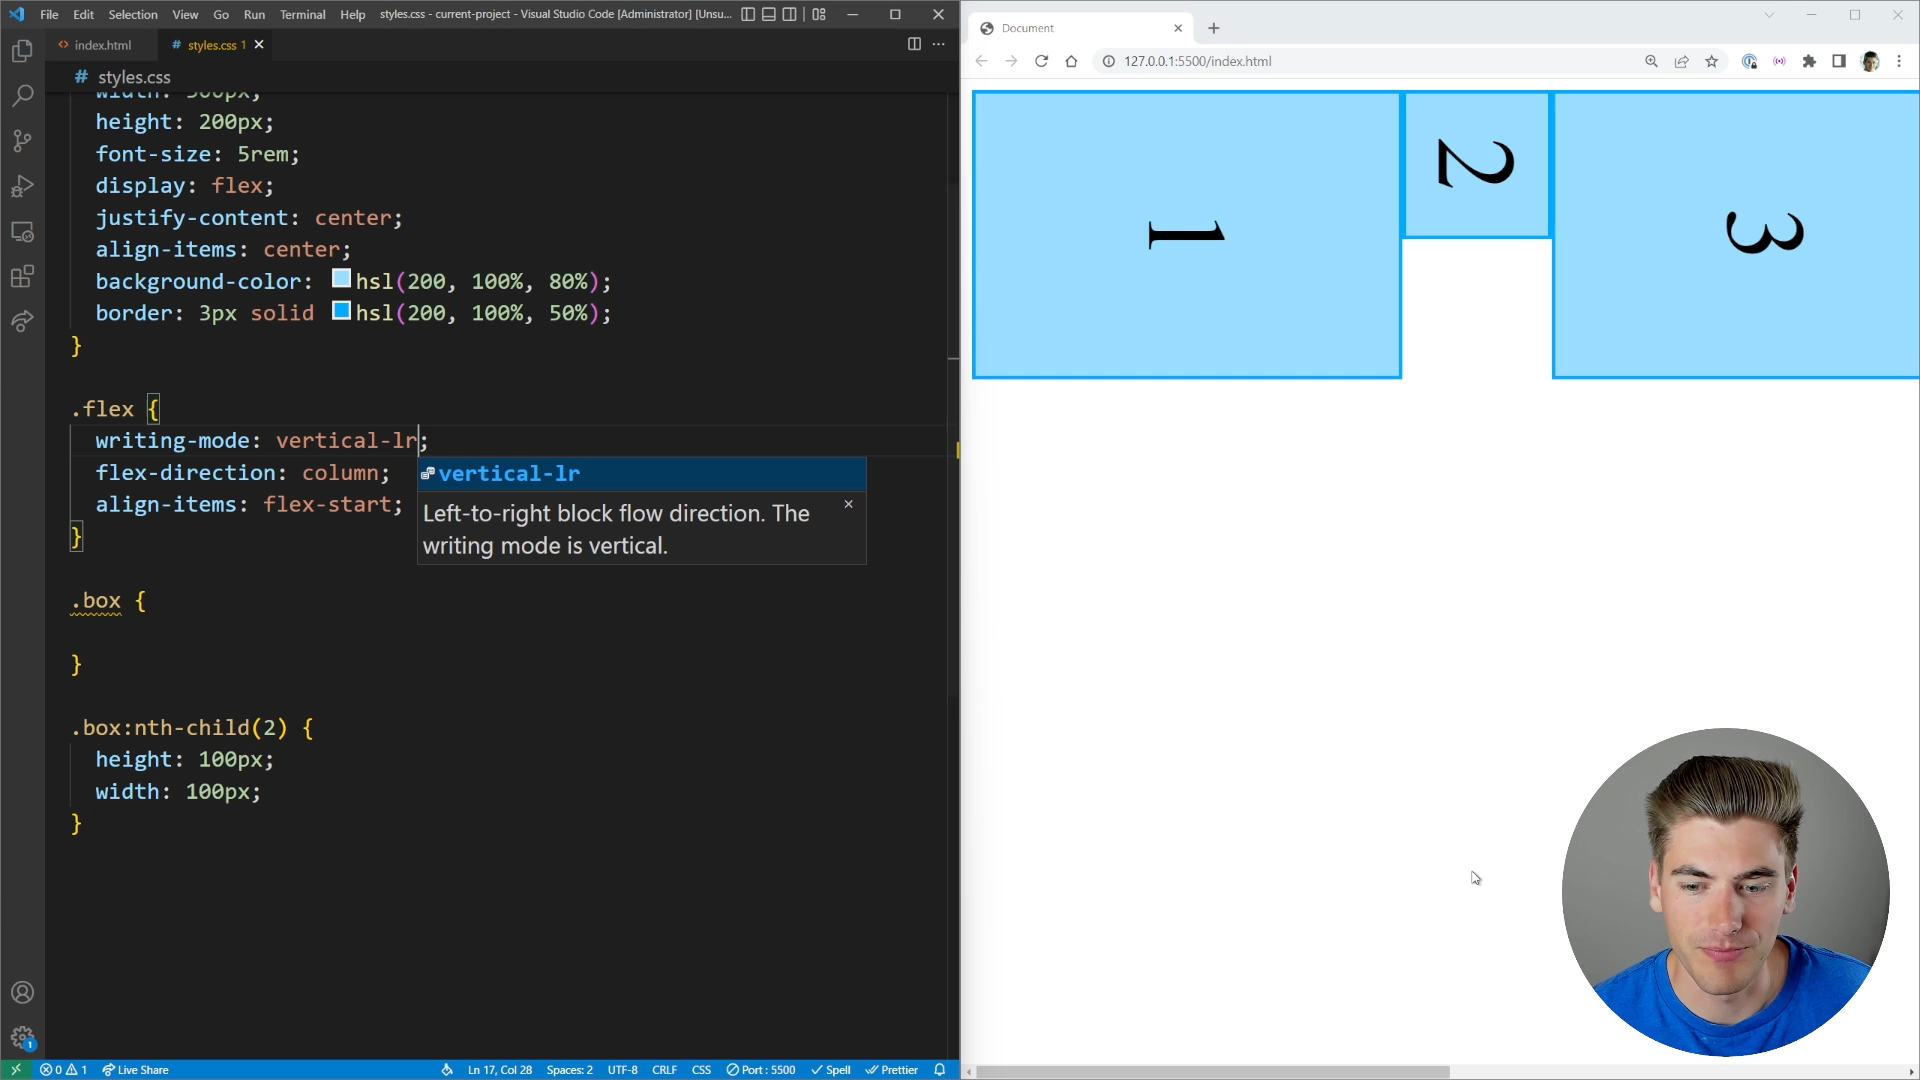 File Edit Selection View Go Run Terminal Help styles.css - current-project - Visual Studio Code [Administrator] [Unsu...
index.html
styles.css 1
# styles.css
height: 200px;
font-size: 5rem;
display: flex;
justify-content: center;
align-items: center;
background-color: hsl(200, 100%, 80%);
border: 3px solid hsl(200, 100%, 50%);
}
.flex {
writing-mode: vertical-lr;
flex-direction: column;
align-items: flex-start;
}
vertical-lr
Left-to-right block flow direction. The
writing mode is vertical.
.box {
}
.box:nth-child(2) {
height: 100px;
width: 100px;
}
1
0 1 Live Share Ln 17, Col 28 Spaces: 2 UTF-8 CRLF CSS Port : 5500 Spell Prettier
Document
127.0.0.1:5500/index.html
1
2
3